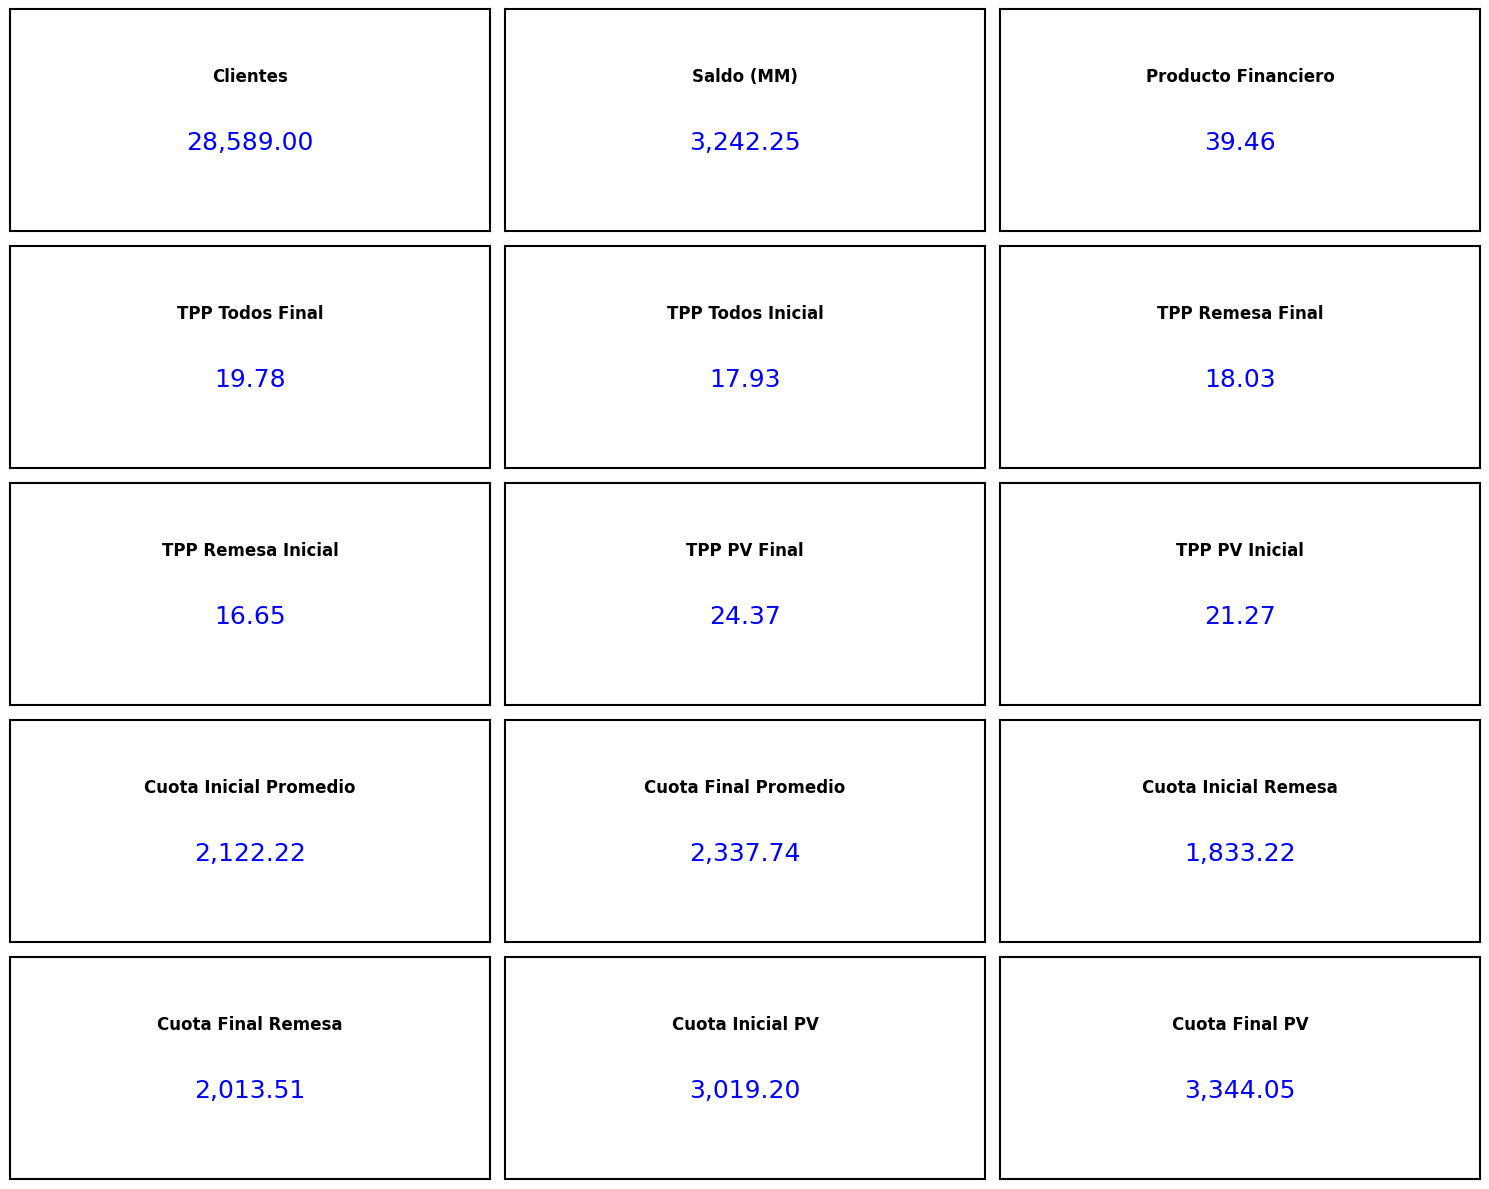 Clientes
28,589.00
Saldo (MM)
3,242.25
Producto Financiero
39.46
TPP Todos Final
19.78
TPP Todos Inicial
17.93
TPP Remesa Final
18.03
TPP Remesa Inicial
16.65
TPP PV Final
24.37
TPP PV Inicial
21.27
Cuota Inicial Promedio
2,122.22
Cuota Final Promedio
2,337.74
Cuota Inicial Remesa
1,833.22
Cuota Final Remesa
2,013.51
Cuota Inicial PV
3,019.20
Cuota Final PV
3,344.05